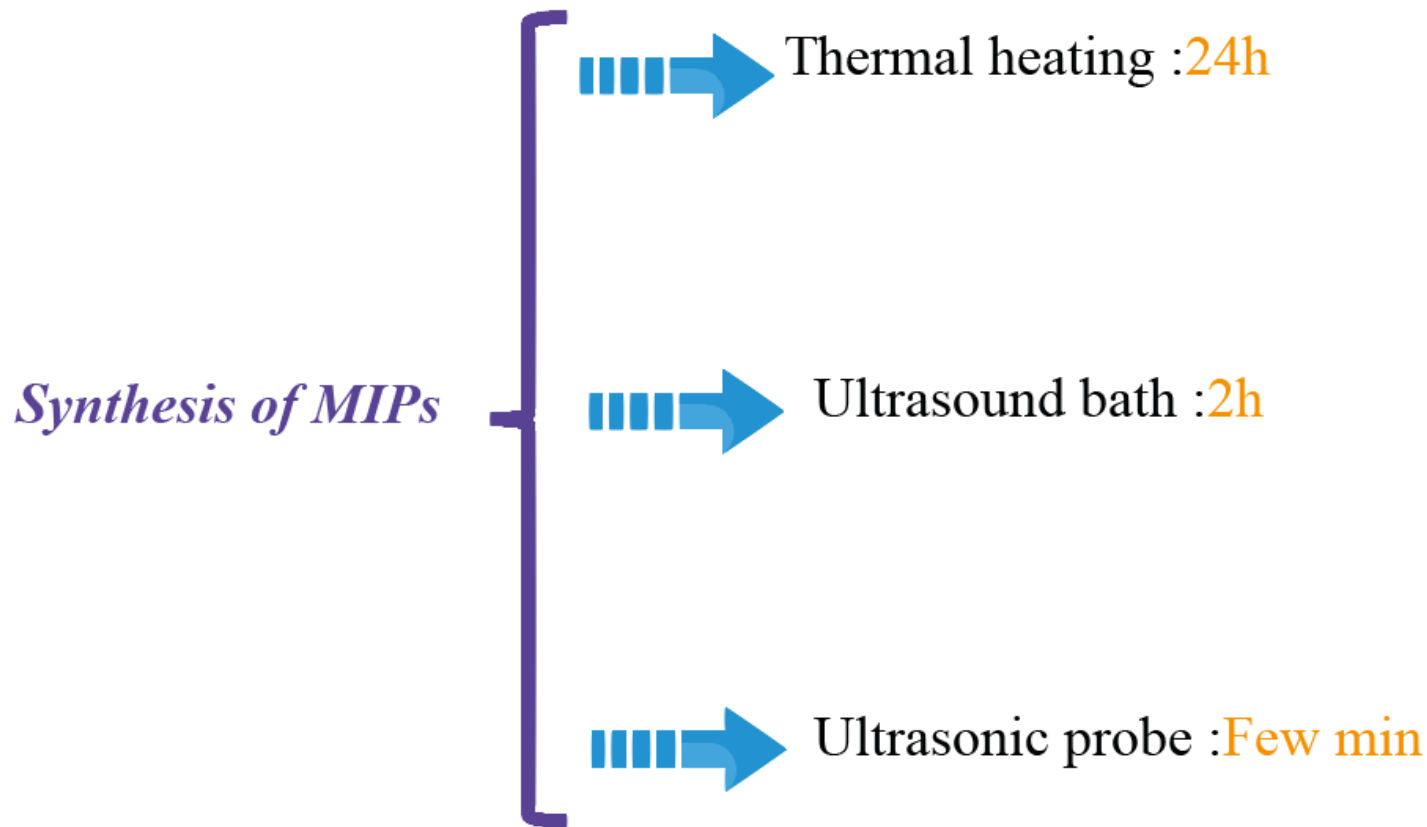 Thermal heating :24h
Synthesis of MIPs
Ultrasound bath :2h
Ultrasonic probe :Few min